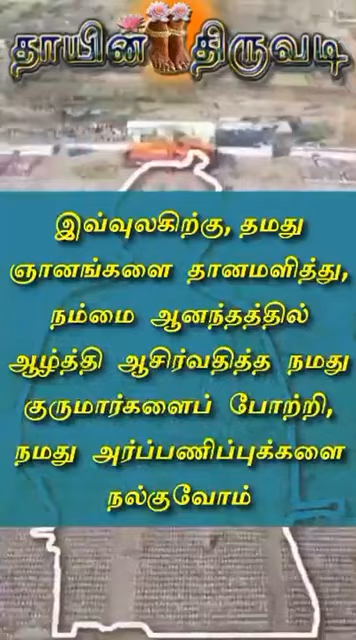 தாயின் திருவடி
இவ்வுலகிற்கு, தமது
ஞானங்களை தானமளித்து,
நம்மை ஆனந்தத்தில்
ஆழ்த்தி ஆசிர்வதித்த நமது
குருமார்களைப் போற்றி,
நமது அர்ப்பணிப்புக்களை
நல்குவோம்